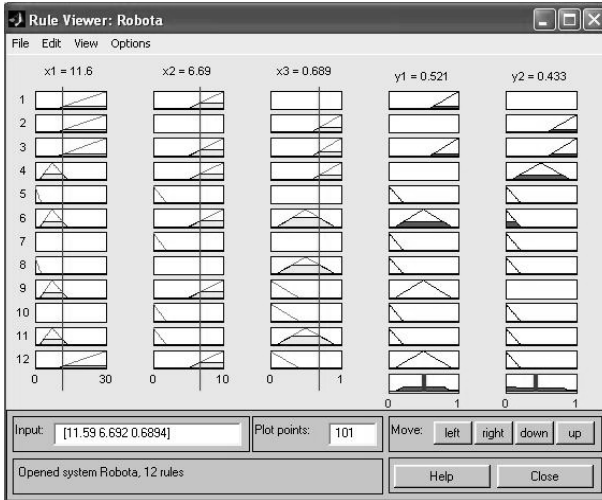 Rule Viewer: Robota
File Edit View Options
x1 = 11.6 x2 = 6.69 x3 = 0.689 y1 = 0.521 y2 = 0.433
1
2
3
4
5
6
7
8
9
10
11
12
0 30 0 10 0 1
0 1 0 1
Input: [11.59 6.692 0.6894] Plot points: 101 Move: left right down up
Opened system Robota, 12 rules Help Close